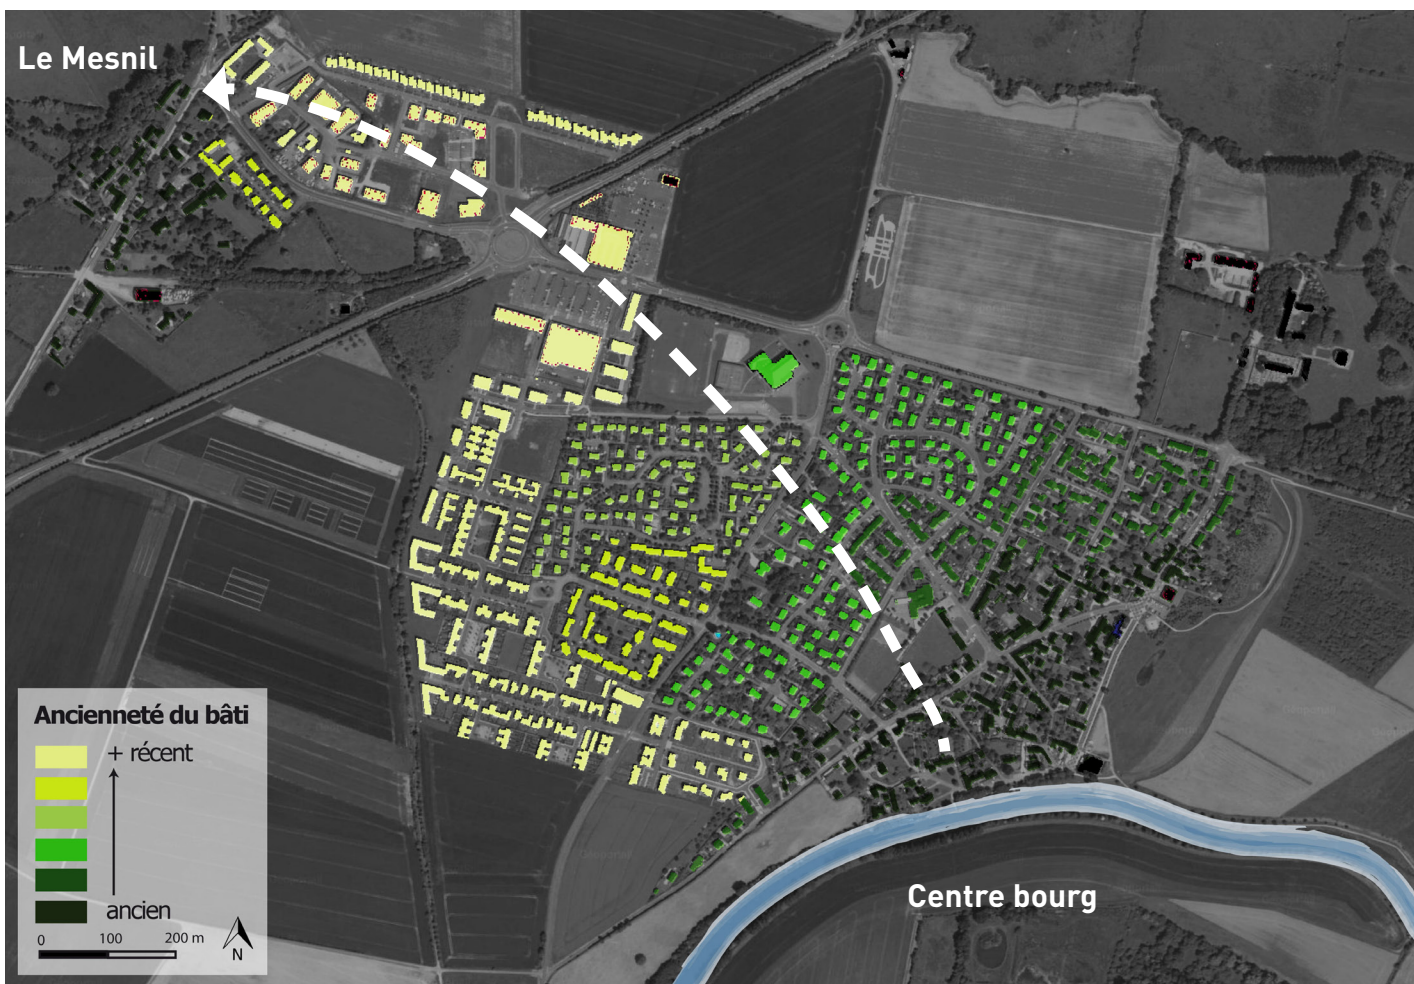 Le Mesnil
Ancienneté du bâti
+ récent
ancien
0 100 200 m
N
Centre bourg